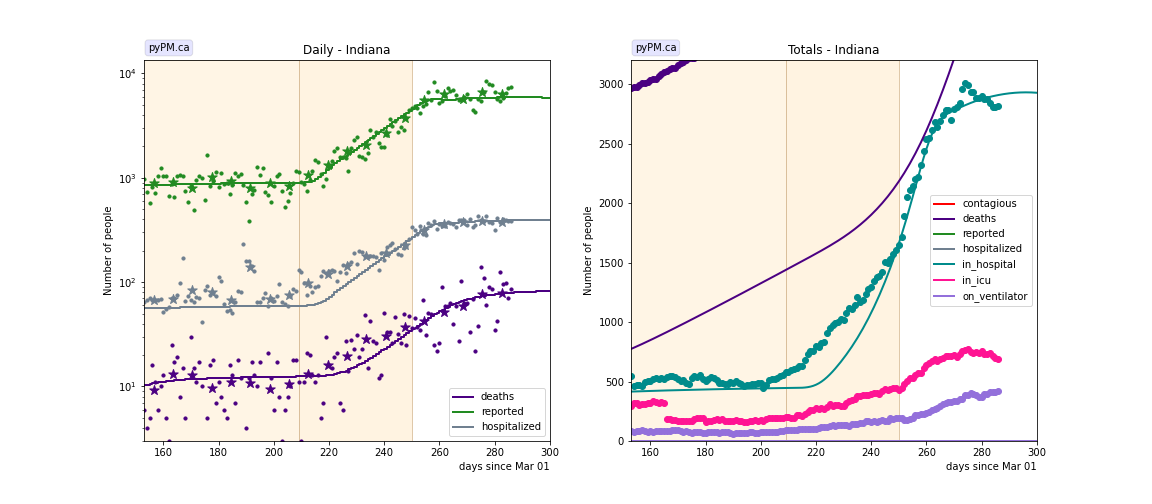 pyPM.ca
Daily - Indiana
Number of people
10⁴
10³
10²
10¹
160 180 200 220 240 260 280 300
days since Mar 01
deaths
reported
hospitalized
pyPM.ca
Totals - Indiana
Number of people
3000
2500
2000
1500
1000
500
0
160 180 200 220 240 260 280 300
days since Mar 01
contagious
deaths
reported
hospitalized
in_hospital
in_icu
on_ventilator